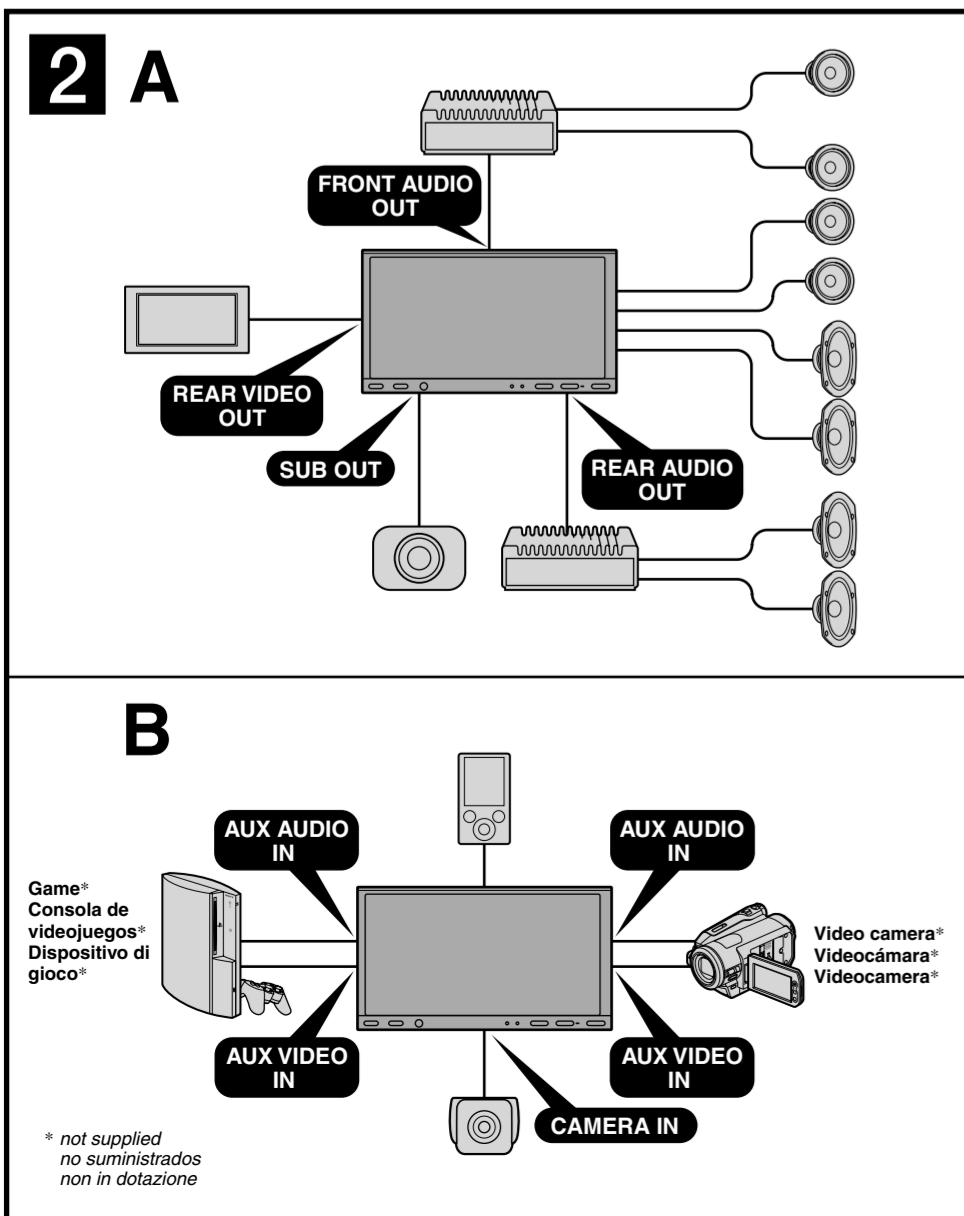 2 A
FRONT AUDIO
OUT
REAR VIDEO
OUT
SUB OUT
REAR AUDIO
OUT
B
AUX AUDIO
IN
AUX AUDIO
IN
Game*
Consola de
videojuegos*
Dispositivo di
gioco*
Video camera*
Videocámara*
Videocamera*
AUX VIDEO
IN
AUX VIDEO
IN
CAMERA IN
* not supplied
no suministrados
non in dotazione